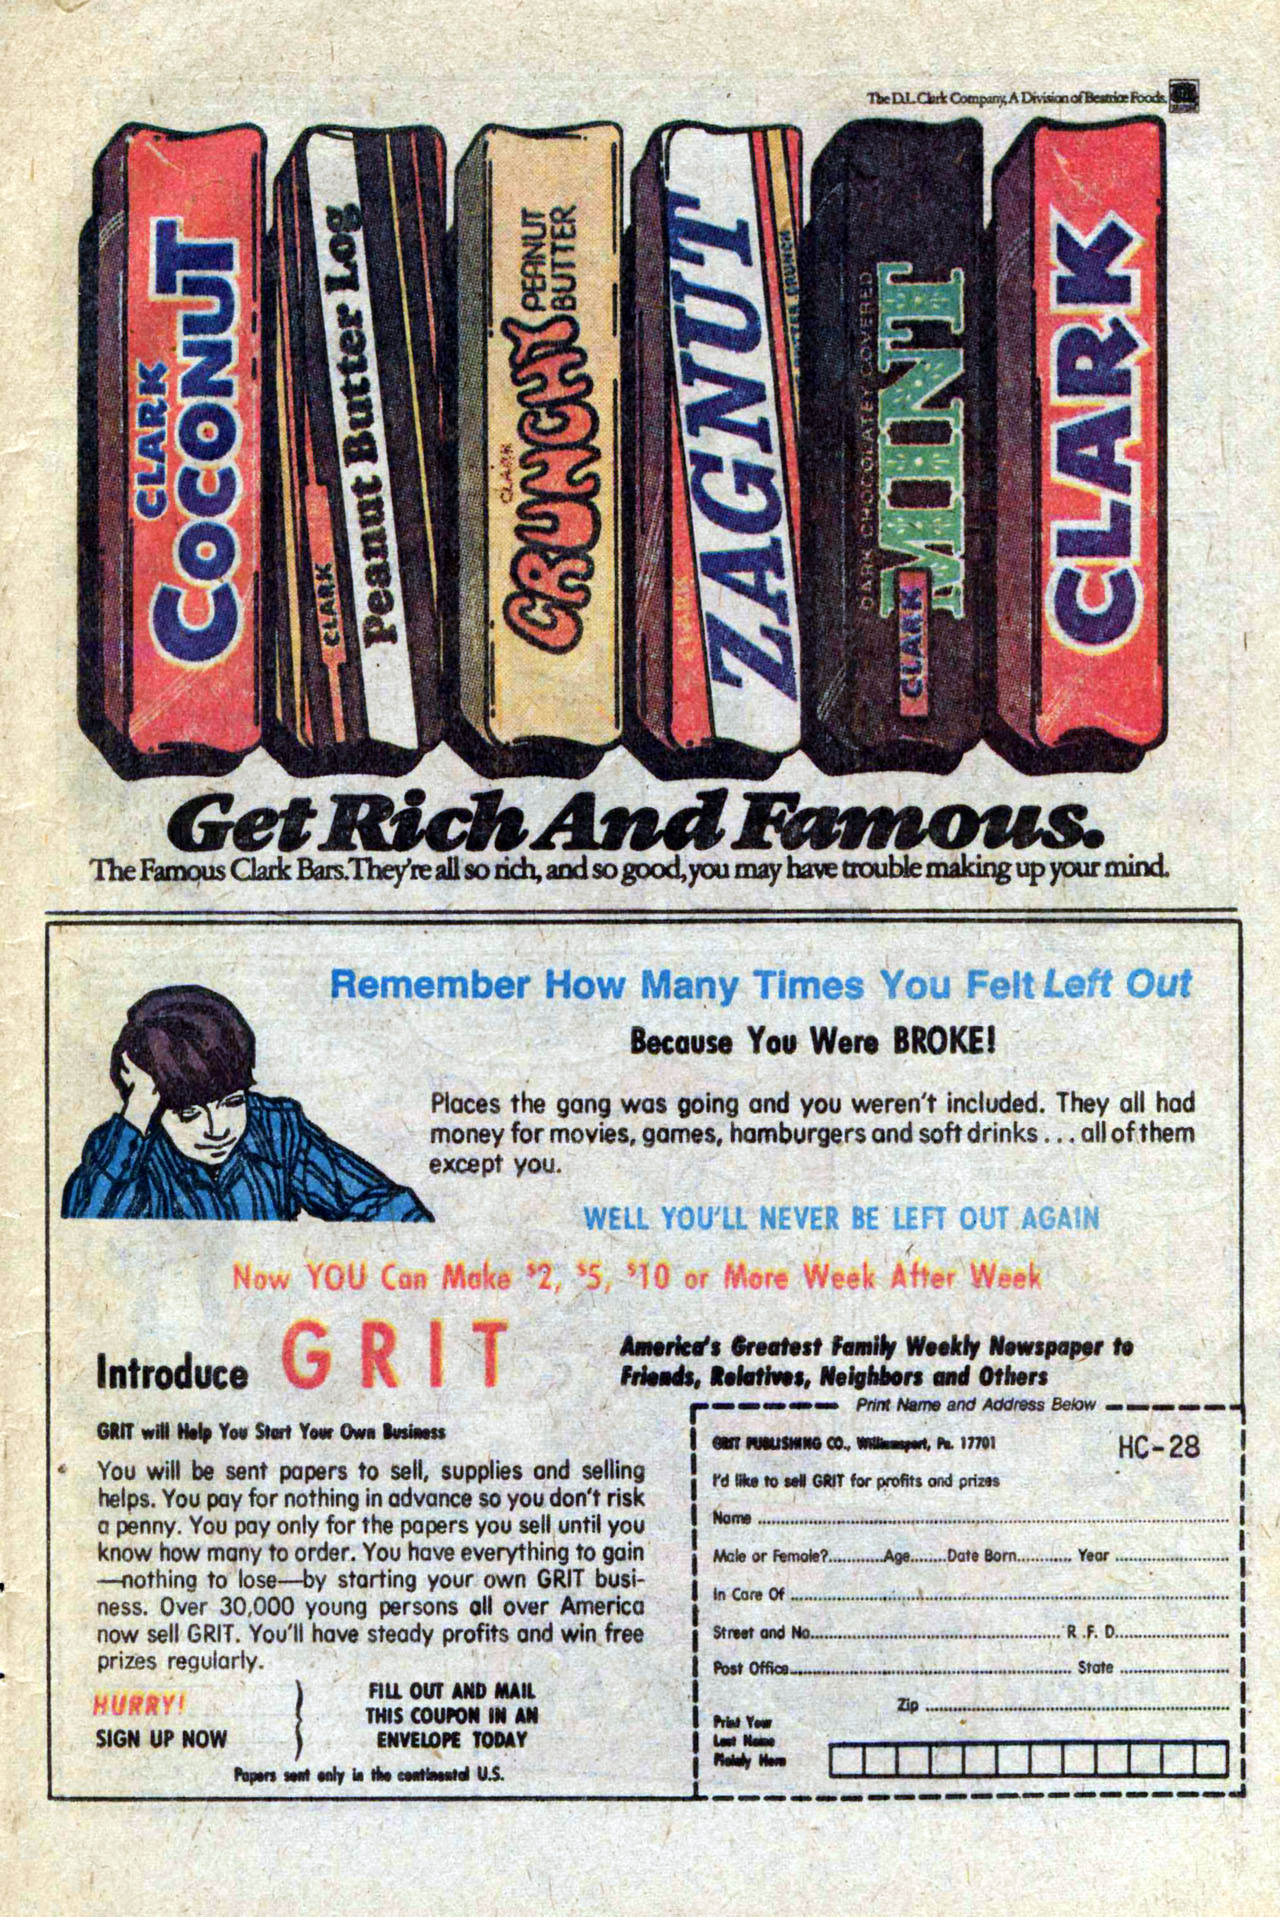 The D.L. Clark Company, A Division of Beatrice Foods.
CLARK
COCONUT
CLARK
Peanut Butter Log
CLARK
CRUNCHY
PEANUT
BUTTER
CLARK
ZAGNUT
DARK CHOCOLATEY COVERED
MINT
CLARK
CLARK
Get Rich And Famous.
The Famous Clark Bars. They're all so rich, and so good, you may have trouble making up your mind.
Remember How Many Times You Felt Left Out
Because You Were BROKE!
Places the gang was going and you weren't included. They all had
money for movies, games, hamburgers and soft drinks . . . all of them
except you.
WELL YOU'LL NEVER BE LEFT OUT AGAIN
Now YOU Can Make $2, $5, $10 or More Week After Week
Introduce GRIT
America's Greatest Family Weekly Newspaper to
Friends, Relatives, Neighbors and Others
GRIT will Help You Start Your Own Business
You will be sent papers to sell, supplies and selling
helps. You pay for nothing in advance so you don't risk
a penny. You pay only for the papers you sell until you
know how many to order. You have everything to gain
—nothing to lose—by starting your own GRIT busi-
ness. Over 30,000 young persons all over America
now sell GRIT. You'll have steady profits and win free
prizes regularly.
HURRY!
SIGN UP NOW
FILL OUT AND MAIL
THIS COUPON IN AN
ENVELOPE TODAY
Papers sent only in the continental U.S.
Print Name and Address Below
GRIT PUBLISHING CO., Williamsport, Pa. 17701
HC-28
I'd like to sell GRIT for profits and prizes
Name
Male or Female? Age Date Born Year
In Care Of
Street and No. R. F. D.
Post Office State
Zip
Print Your
Last Name
Plainly Here